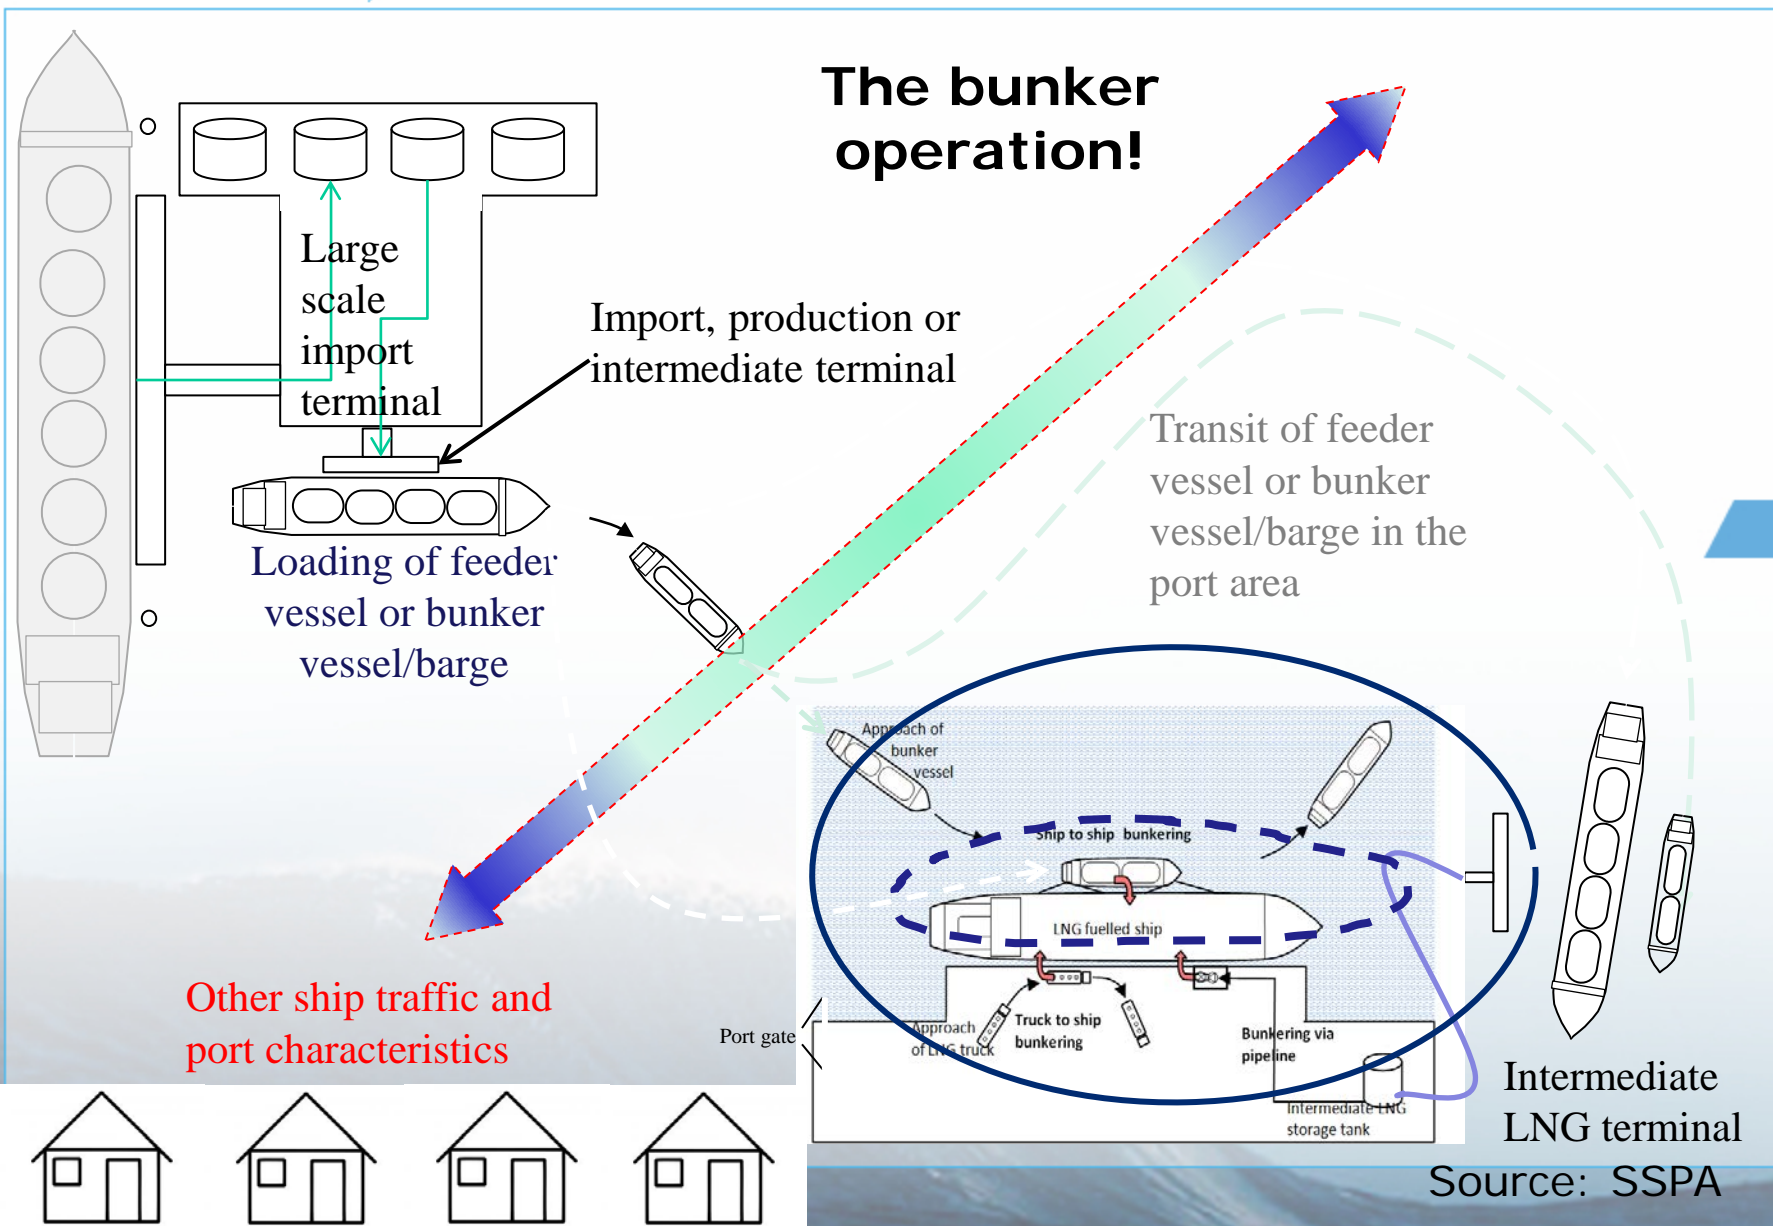 The bunker
operation!
Large
scale
import
terminal
Import, production or
intermediate terminal
Loading of feeder
vessel or bunker
vessel/barge
Transit of feeder
vessel or bunker
vessel/barge in the
port area
Approach of
bunker
vessel
Ship to ship bunkering
LNG fuelled ship
Approach
of LNG truck
Truck to ship
bunkering
Bunkering via
pipeline
Intermediate LNG
storage tank
Port gate
Other ship traffic and
port characteristics
Intermediate
LNG terminal
Source: SSPA